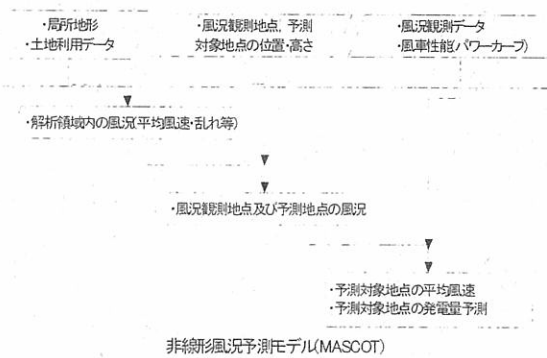 ・局所地形
・土地利用データ
・風況観測地点, 予測
対象地点の位置・高さ
・風況観測データ
・風車性能(パワーカーブ)
・解析領域内の風況(平均風速・乱れ等)
・風況観測地点及び予測地点の風況
・予測対象地点の平均風速
・予測対象地点の発電量予測
非線形風況予測モデル(MASCOT)